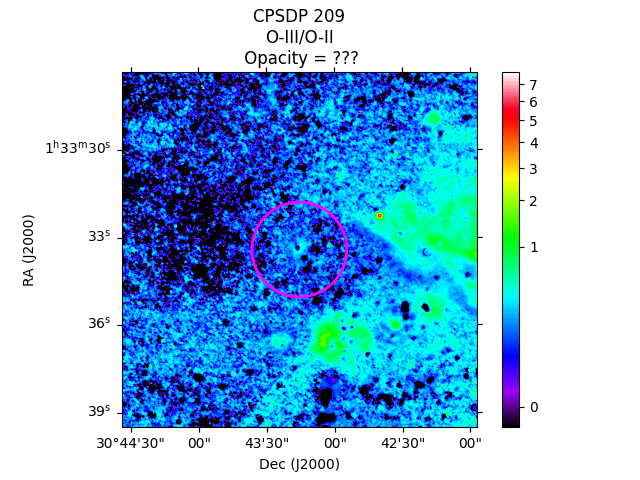 CPSDP 209
O-III/O-II
Opacity = ???
1ʰ33ᵐ30ˢ
33ˢ
36ˢ
39ˢ
RA (J2000)
30°44'30" 00" 43'30" 00" 42'30" 00"
Dec (J2000)
7
6
5
4
3
2
1
0